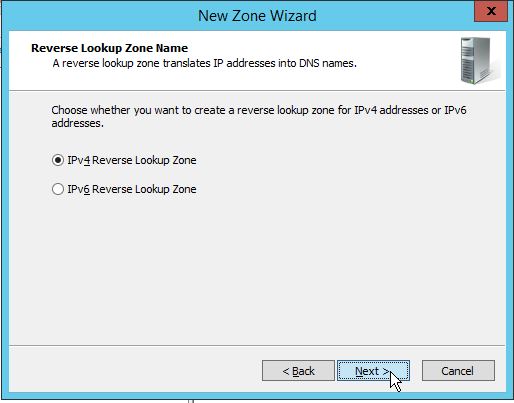 New Zone Wizard
X
Reverse Lookup Zone Name
A reverse lookup zone translates IP addresses into DNS names.
Choose whether you want to create a reverse lookup zone for IPv4 addresses or IPv6
addresses.
IPv4 Reverse Lookup Zone
IPv6 Reverse Lookup Zone
< Back
Next >
Cancel